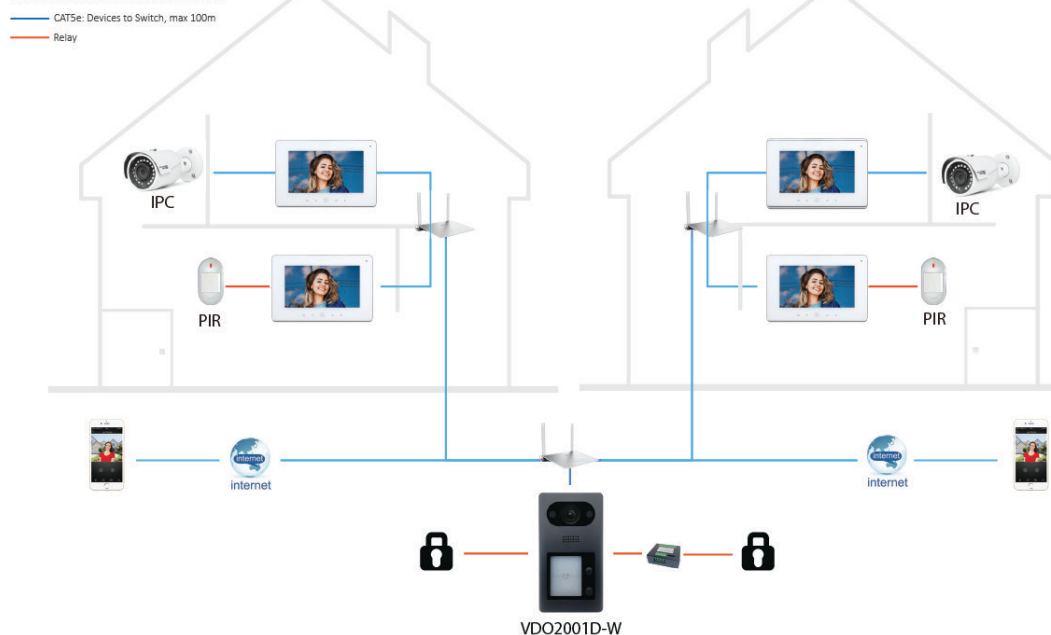 CAT5e: Devices to Switch, max 100m
Relay
IPC
IPC
PIR
PIR
internet
internet
internet
internet
VDO2001D-W